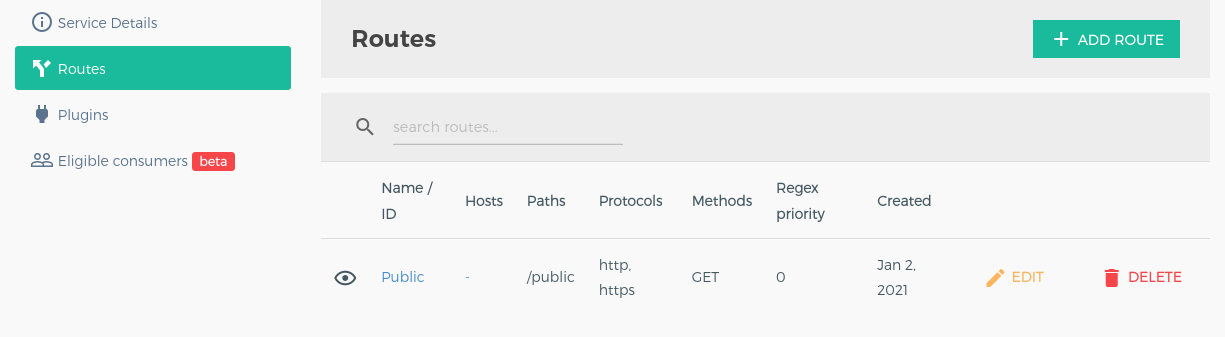 Service Details
Routes
Plugins
Eligible consumers beta
Routes
ADD ROUTE
search routes...
Name / ID Hosts Paths Protocols Methods Regex priority Created
Public - /public http, https GET 0 Jan 2, 2021 EDIT DELETE